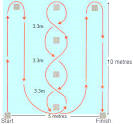 3.3m
3.3m
10 metres
3.3m
5 metres
Start
Finish